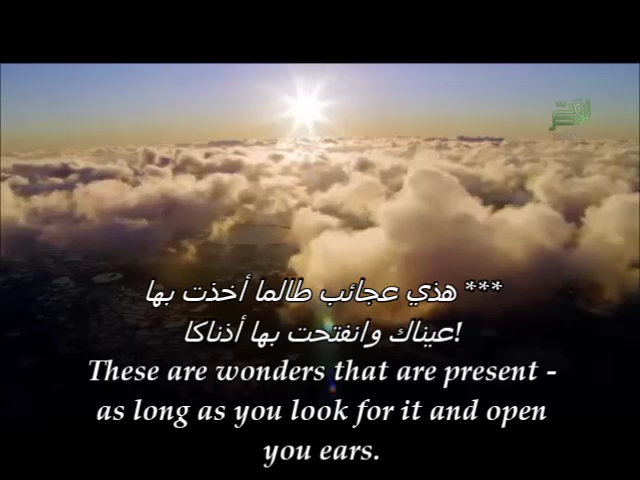 *** هذي عجائب طالما أخذت بها
عيناك وانفتحت بها أذناكا!
These are wonders that are present -
as long as you look for it and open
you ears.